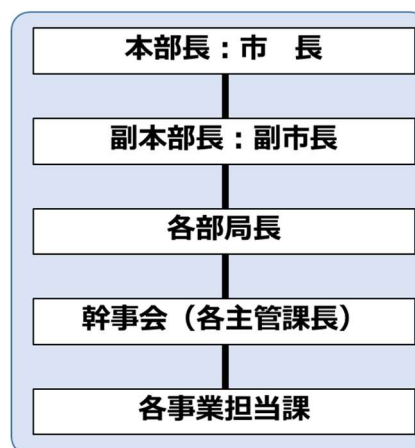 本部長：市　長
副本部長：副市長
各部局長
幹事会（各主管課長）
各事業担当課